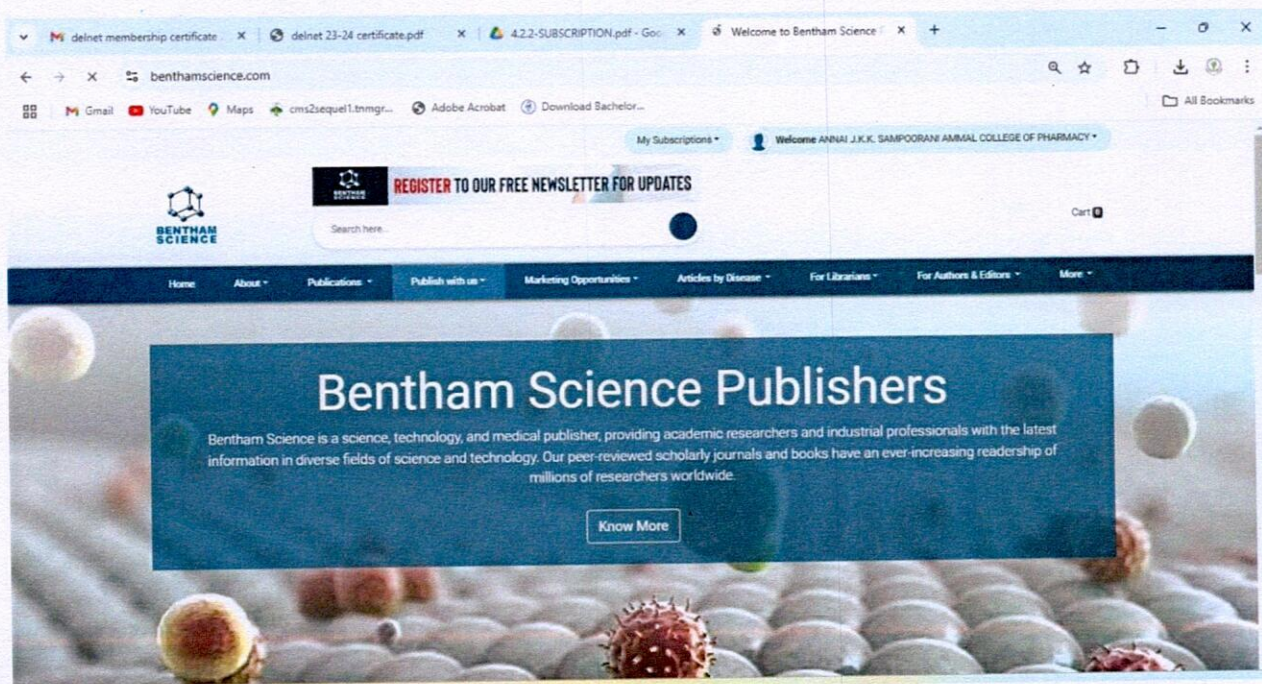 delnet membership certificate
delnet 23-24 certificate.pdf
4.2.2-SUBSCRIPTION.pdf - Goo
Welcome to Bentham Science
benthamscience.com
Gmail
YouTube
Maps
cms2sequel1.tnmgr...
Adobe Acrobat
Download Bachelor...
All Bookmarks
My Subscriptions
Welcome ANNAI J.K.K. SAMPOORANI AMMAL COLLEGE OF PHARMACY
BENTHAM
SCIENCE
BENTHAM
SCIENCE
REGISTER TO OUR FREE NEWSLETTER FOR UPDATES
Search here...
Cart 0
Home
About
Publications
Publish with us
Marketing Opportunities
Articles by Disease
For Librarians
For Authors & Editors
More
Bentham Science Publishers
Bentham Science is a science, technology, and medical publisher, providing academic researchers and industrial professionals with the latest
information in diverse fields of science and technology. Our peer-reviewed scholarly journals and books have an ever-increasing readership of
millions of researchers worldwide.
Know More